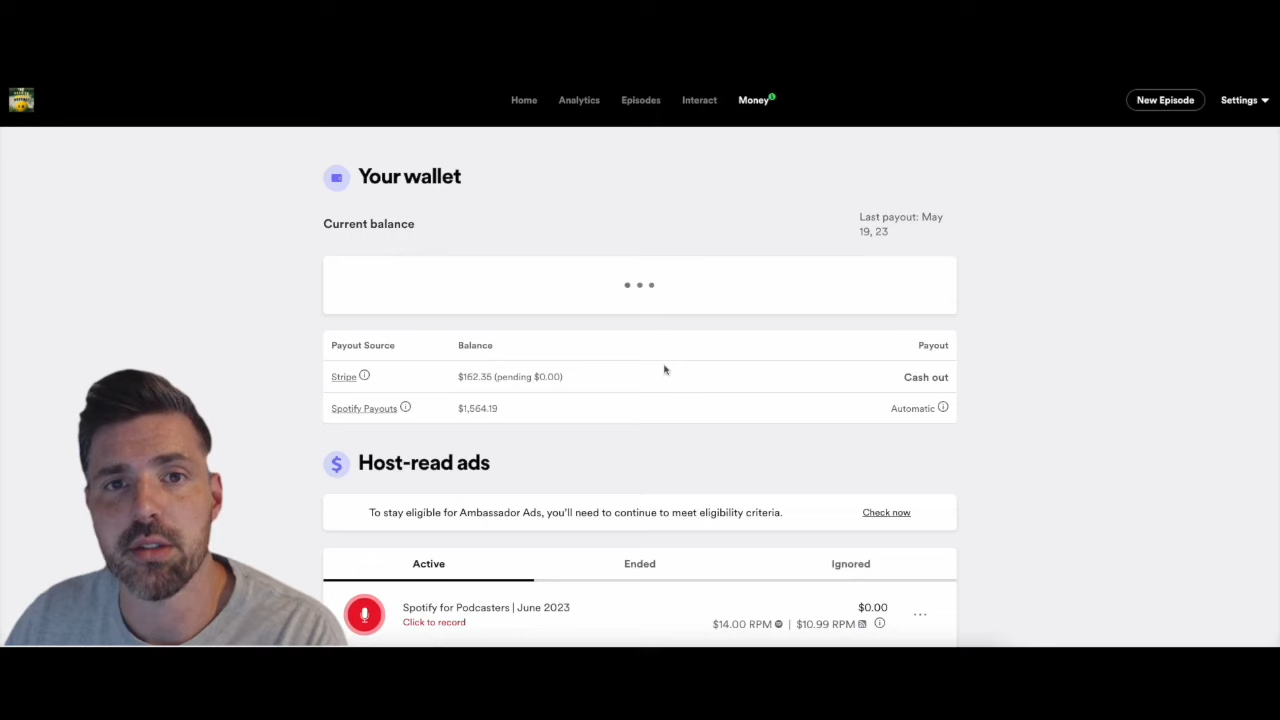 Home Analytics Episodes Interact Money
New Episode Settings
Your wallet
Current balance
Last payout: May
19, 23
Payout Source Balance Payout
Stripe $162.35 (pending $0.00) Cash out
Spotify Payouts $1,564.19 Automatic
$ Host-read ads
To stay eligible for Ambassador Ads, you'll need to continue to meet eligibility criteria. Check now
Active Ended Ignored
Spotify for Podcasters | June 2023 $0.00
Click to record $14.00 RPM | $10.99 RPM